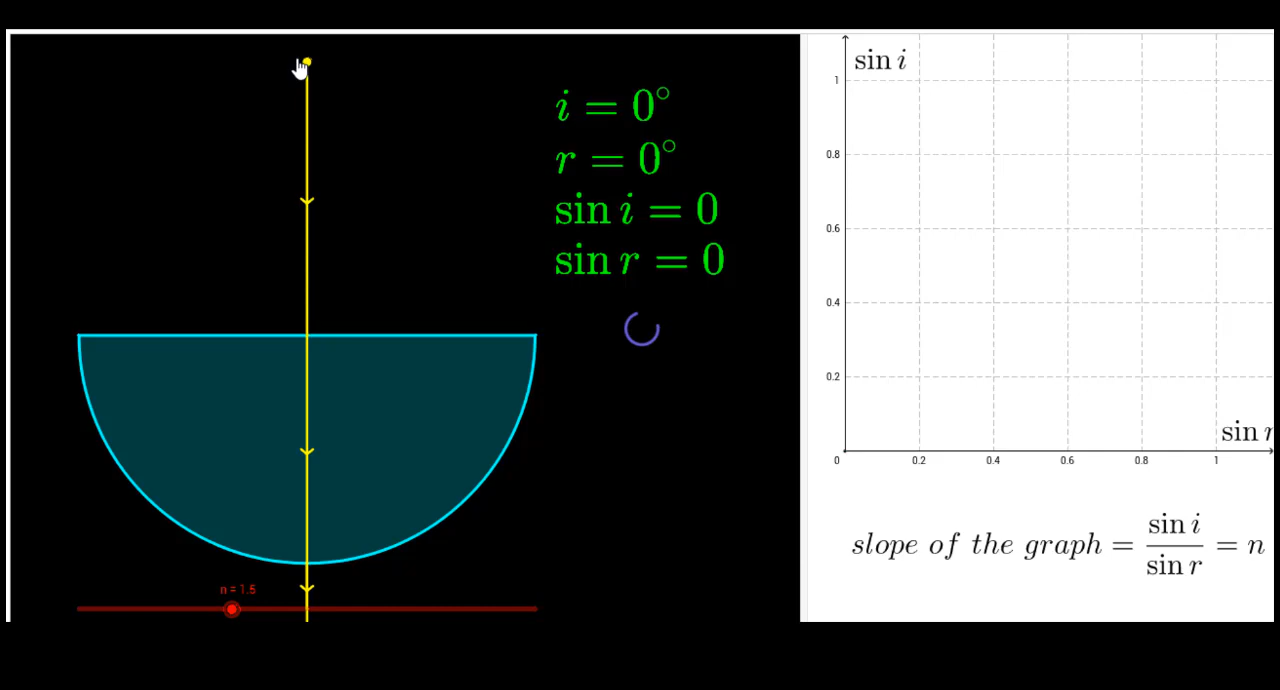 i = 0°
r = 0°
sin i = 0
sin r = 0
n = 1.5
sin i
1
0.8
0.6
0.4
0.2
0
0.2
0.4
0.6
0.8
1
sin r
slope of the graph = sin i / sin r = n